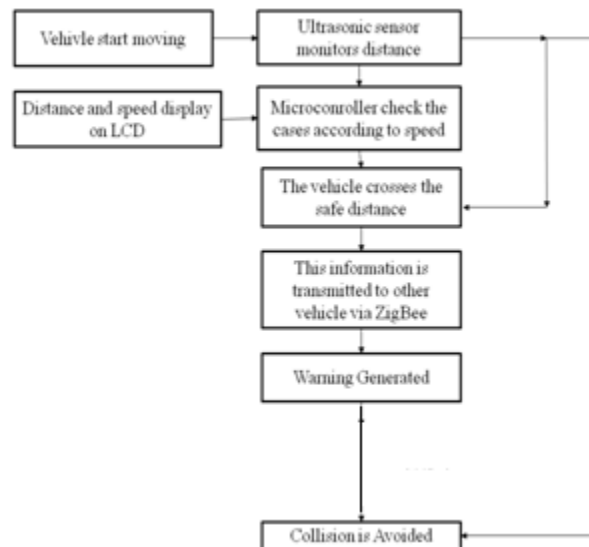 Vehivle start moving
Ultrasonic sensor
monitors distance
Distance and speed display
on LCD
Microconroller check the
cases according to speed
The vehicle crosses the
safe distance
This information is
transmitted to other
vehicle via ZigBee
Warning Generated
Collision is Avoided